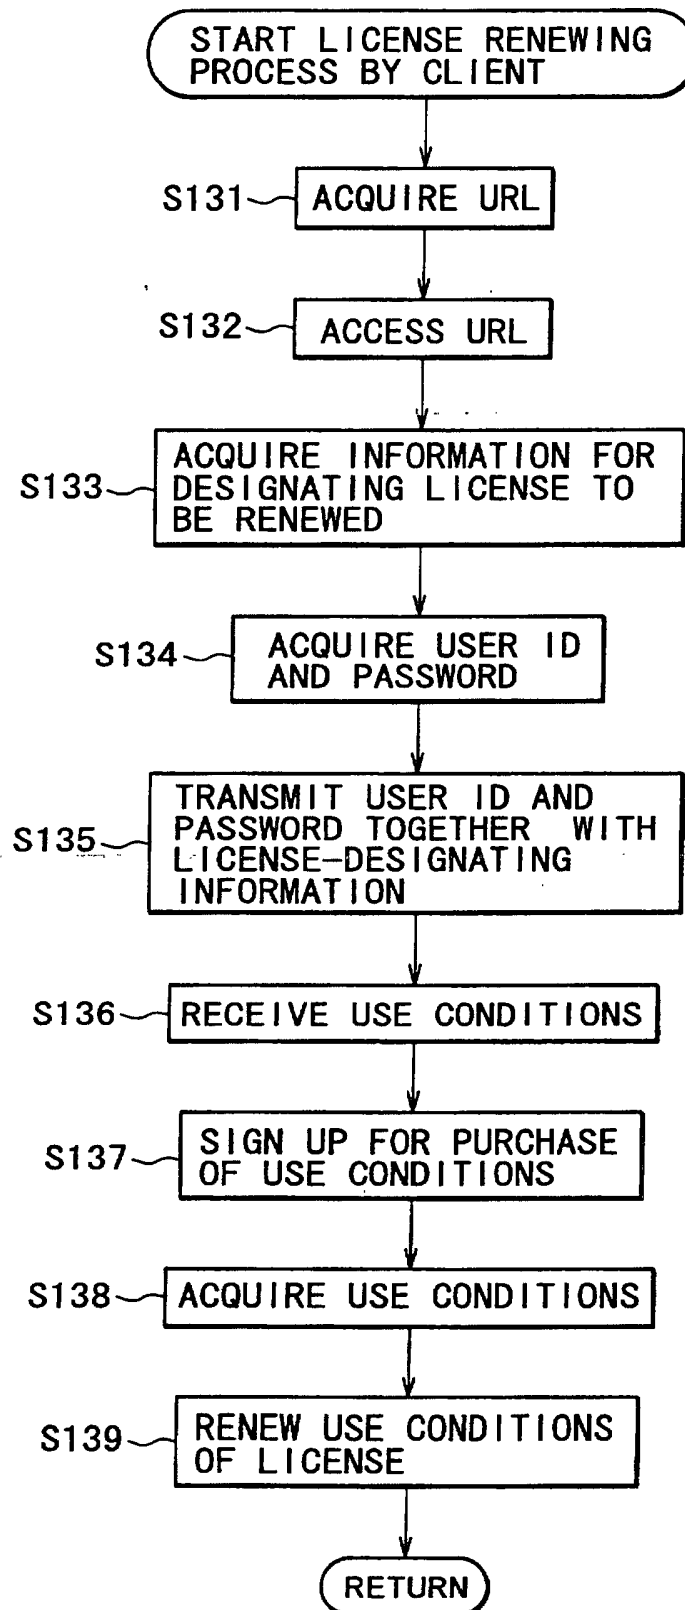 START LICENSE RENEWING
PROCESS BY CLIENT
S131
ACQUIRE URL
S132
ACCESS URL
S133
ACQUIRE INFORMATION FOR
DESIGNATING LICENSE TO
BE RENEWED
S134
ACQUIRE USER ID
AND PASSWORD
S135
TRANSMIT USER ID AND
PASSWORD TOGETHER WITH
LICENSE-DESIGNATING
INFORMATION
S136
RECEIVE USE CONDITIONS
S137
SIGN UP FOR PURCHASE
OF USE CONDITIONS
S138
ACQUIRE USE CONDITIONS
S139
RENEW USE CONDITIONS
OF LICENSE
RETURN